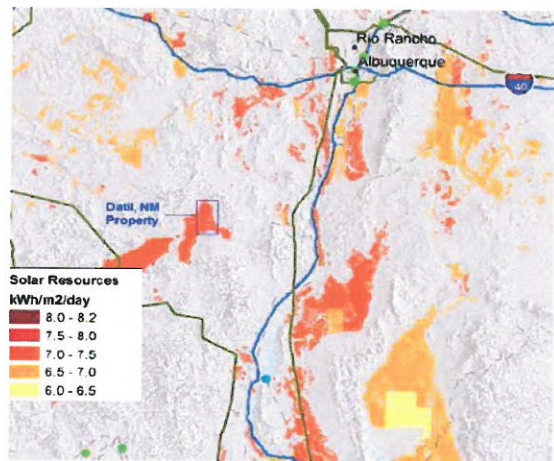 Rio Rancho
Albuquerque
40
Datil, NM
Property
Solar Resources
kWh/m2/day
8.0 - 8.2
7.5 - 8.0
7.0 - 7.5
6.5 - 7.0
6.0 - 6.5